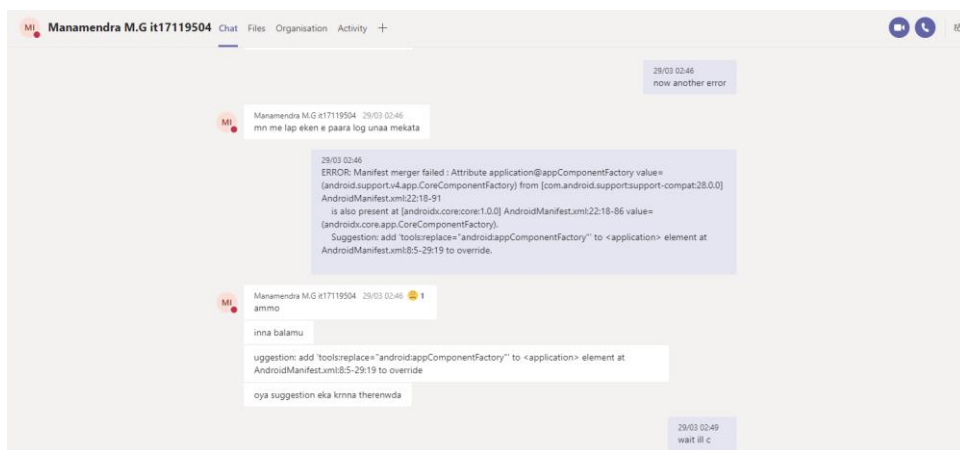 MI Manamendra M.G it17119504 Chat Files Organisation Activity +
29/03 02:46
now another error
MI Manamendra M.G it17119504 29/03 02:46
mn me lap eken e paara log unaa mekata
29/03 02:46
ERROR: Manifest merger failed : Attribute application@appComponentFactory value=
(android.support.v4.app.CoreComponentFactory) from [com.android.support:support-compat:28.0.0]
AndroidManifest.xml:22:18-91
is also present at [androidx.core:core:1.0.0] AndroidManifest.xml:22:18-86 value=
(androidx.core.app.CoreComponentFactory).
Suggestion: add 'tools:replace="android:appComponentFactory"' to <application> element at
AndroidManifest.xml:8:5-29:19 to override.
MI Manamendra M.G it17119504 29/03 02:46 1
ammo
inna balamu
uggestion: add 'tools:replace="android:appComponentFactory"' to <application> element at
AndroidManifest.xml:8:5-29:19 to override
oya suggestion eka krnna therenwda
29/03 02:49
wait ill c